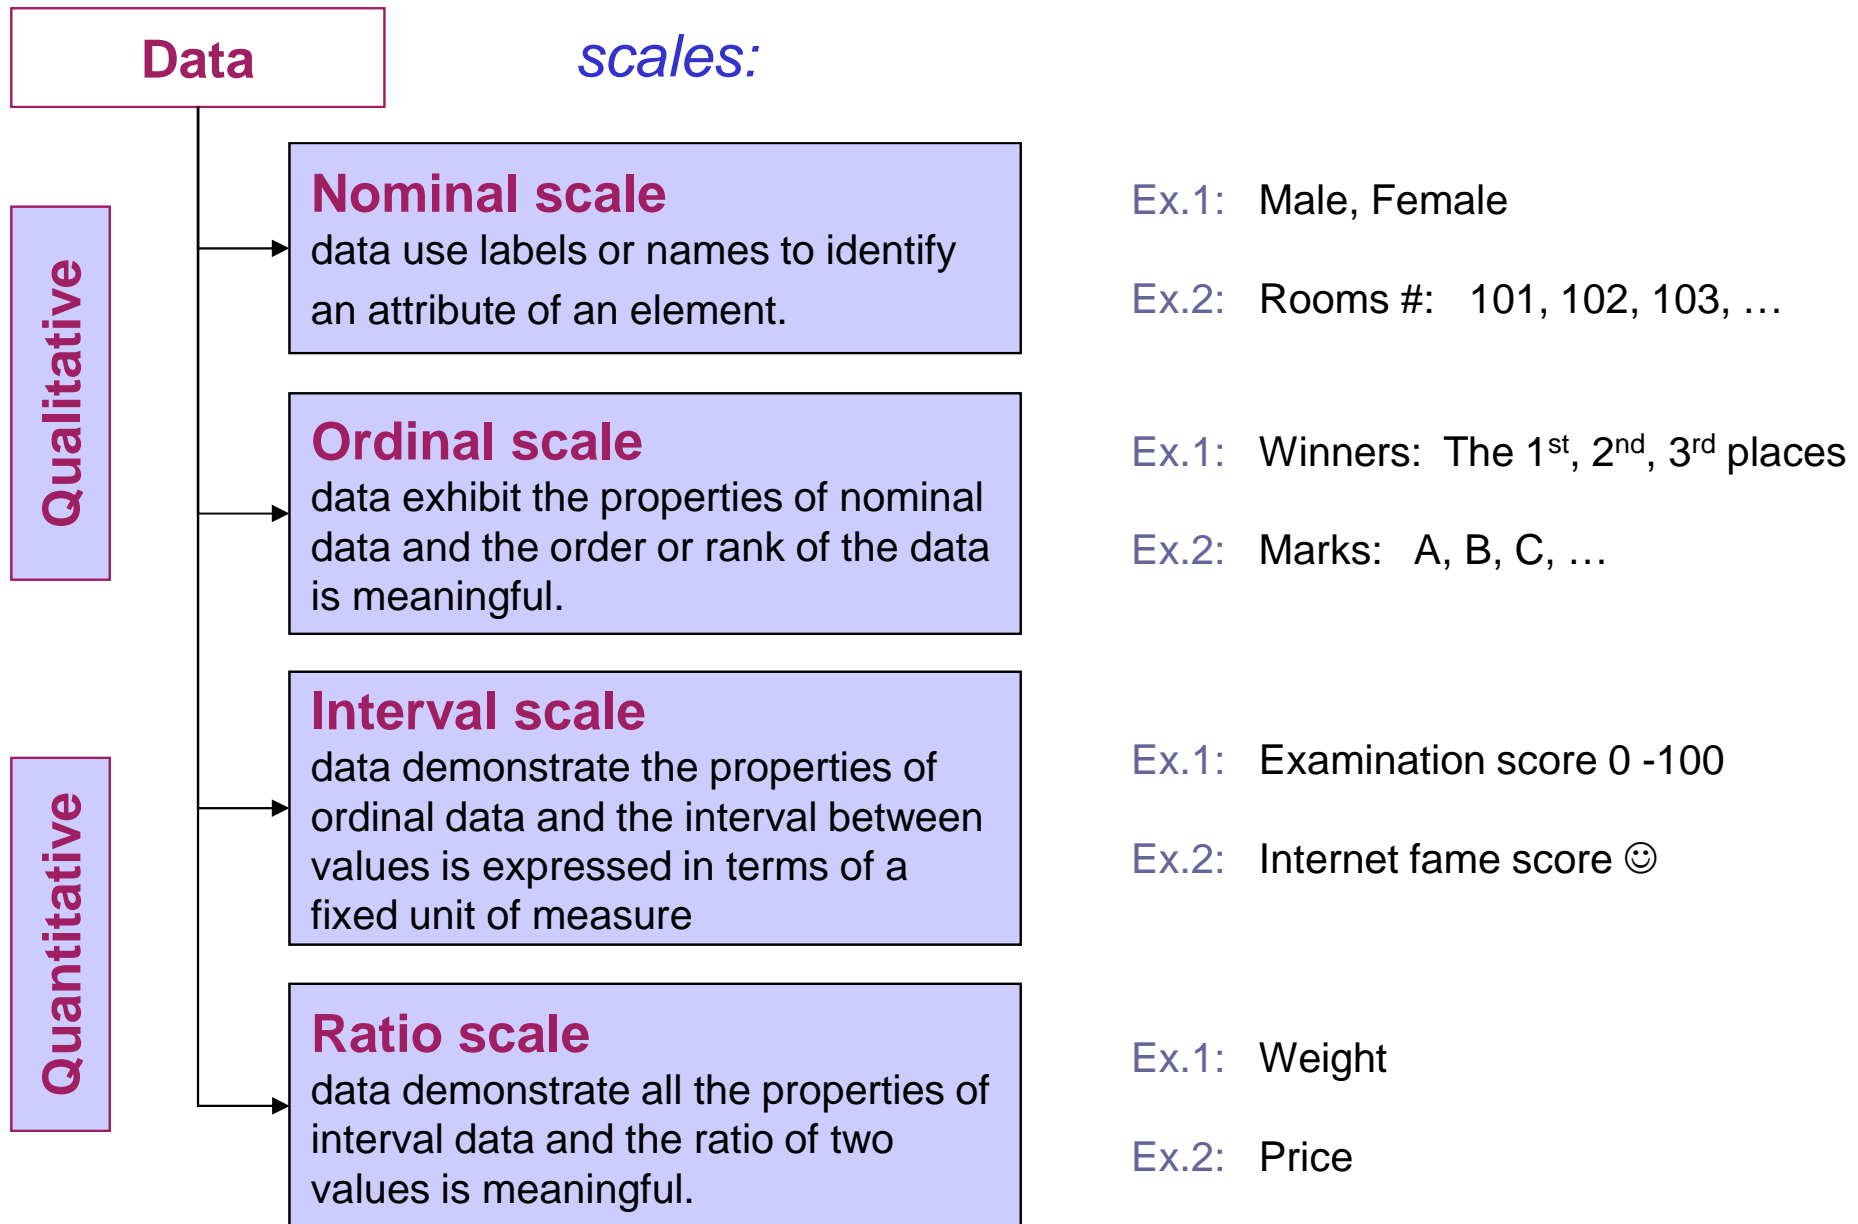 Data
scales:
Qualitative
Nominal scale
data use labels or names to identify
an attribute of an element.
Ex.1: Male, Female
Ex.2: Rooms #: 101, 102, 103, …
Ordinal scale
data exhibit the properties of nominal
data and the order or rank of the data
is meaningful.
Ex.1: Winners: The 1st, 2nd, 3rd places
Ex.2: Marks: A, B, C, …
Quantitative
Interval scale
data demonstrate the properties of
ordinal data and the interval between
values is expressed in terms of a
fixed unit of measure
Ex.1: Examination score 0 -100
Ex.2: Internet fame score ☺
Ratio scale
data demonstrate all the properties of
interval data and the ratio of two
values is meaningful.
Ex.1: Weight
Ex.2: Price